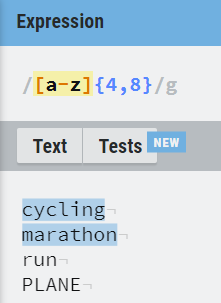 Expression
/[a-z]{4,8}/g
Text Tests NEW
cycling¬
marathon¬
run¬
PLANE¬